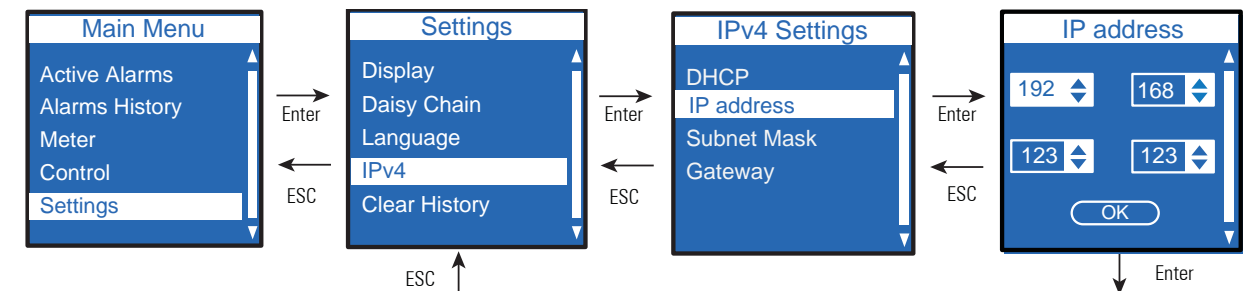 Main Menu
Active Alarms
Alarms History
Meter
Control
Settings
Enter
ESC
Settings
Display
Daisy Chain
Language
IPv4
Clear History
Enter
ESC
IPv4 Settings
DHCP
IP address
Subnet Mask
Gateway
Enter
ESC
IP address
192 168
123 123
OK
ESC
Enter